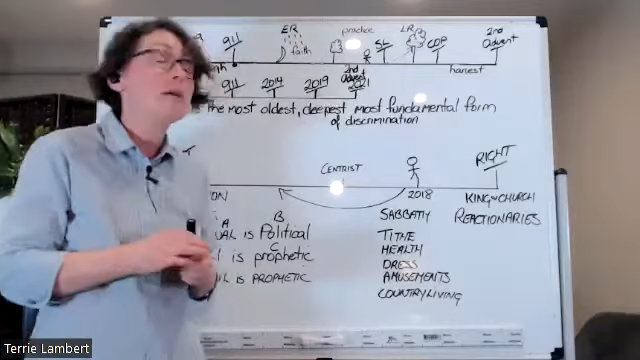 911 ER practice LR 2nd
faith SL COP Advent
2nd Advent harvest
911 2014 2019 2021
the most oldest, deepest most fundamental form
of discrimination
CENTRIST RIGHT
2018 KING CHURCH
A B SABBATH REACTIONARIES
is Political TITHE
C HEALTH
is prophetic DRESS
IS PROPHETIC AMUSEMENTS
COUNTRY LIVING
Terrie Lambert